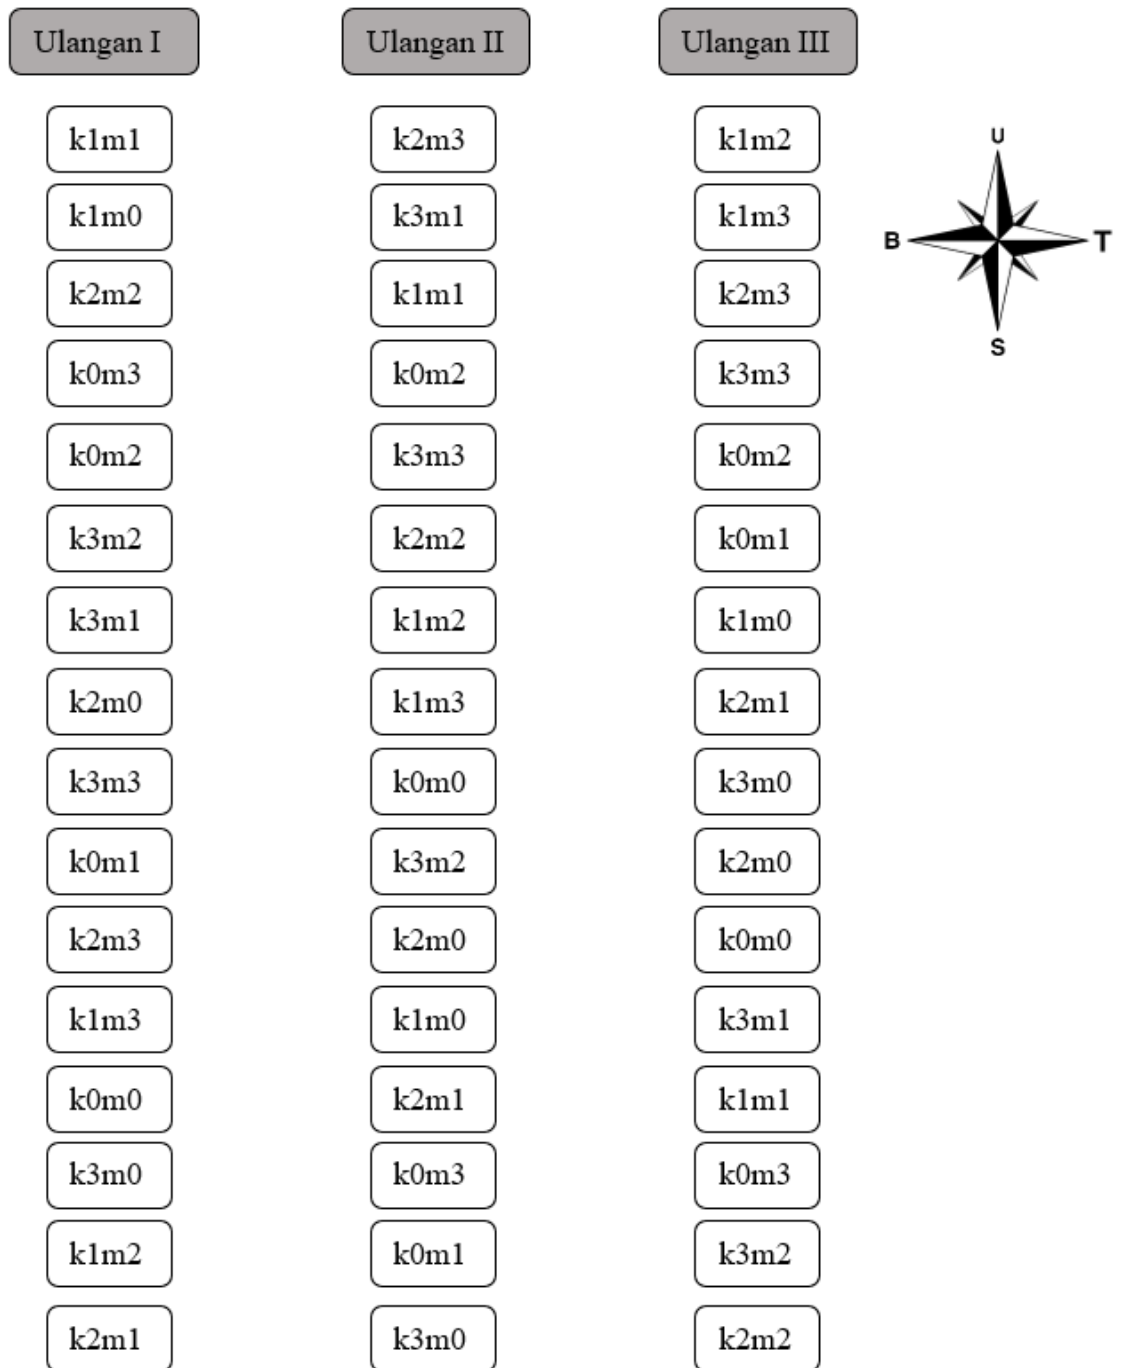 Ulangan I Ulangan II Ulangan III
k1m1 k2m3 k1m2
U
k1m0 k3m1 k1m3
B T
k2m2 k1m1 k2m3
S
k0m3 k0m2 k3m3
k0m2 k3m3 k0m2
k3m2 k2m2 k0m1
k3m1 k1m2 k1m0
k2m0 k1m3 k2m1
k3m3 k0m0 k3m0
k0m1 k3m2 k2m0
k2m3 k2m0 k0m0
k1m3 k1m0 k3m1
k0m0 k2m1 k1m1
k3m0 k0m3 k0m3
k1m2 k0m1 k3m2
k2m1 k3m0 k2m2